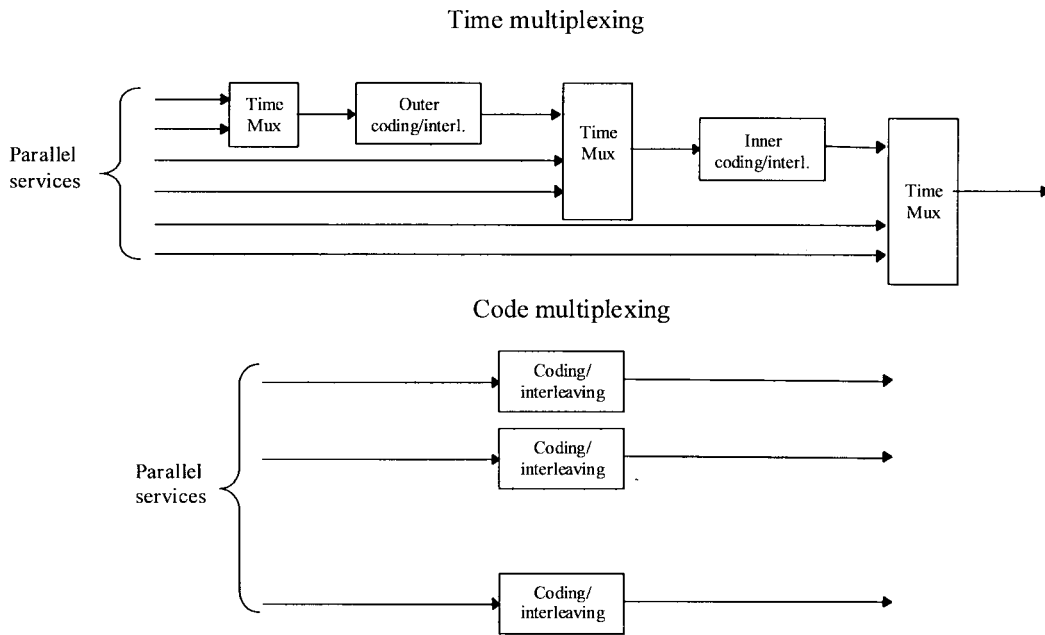 Time multiplexing
Parallel
services
Time
Mux
Outer
coding/interl.
Time
Mux
Inner
coding/interl.
Time
Mux
Code multiplexing
Parallel
services
Coding/
interleaving
Coding/
interleaving
Coding/
interleaving